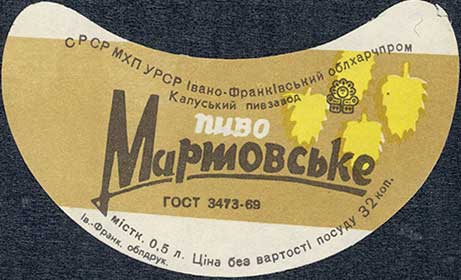 СРСР МХП УРСР Івано-Франківський облхарчпром
Калуський пивзавод
пиво
Мартовське
ГОСТ 3473-69
містк. 0,5 л. Ціна без вартості посуду 32 коп.
Ів.-Франк. облдрук.